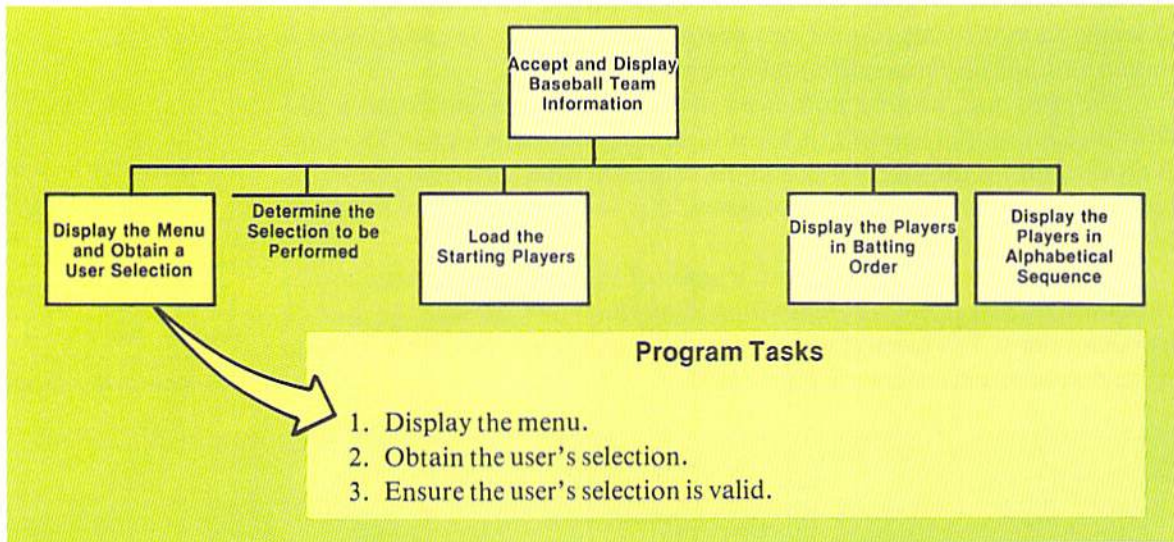 Accept and Display
Baseball Team
Information
Display the Menu
and Obtain a
User Selection
Determine the
Selection to be
Performed
Load the
Starting Players
Display the Players
in Batting
Order
Display the
Players in
Alphabetical
Sequence
Program Tasks
1. Display the menu.
2. Obtain the user's selection.
3. Ensure the user's selection is valid.